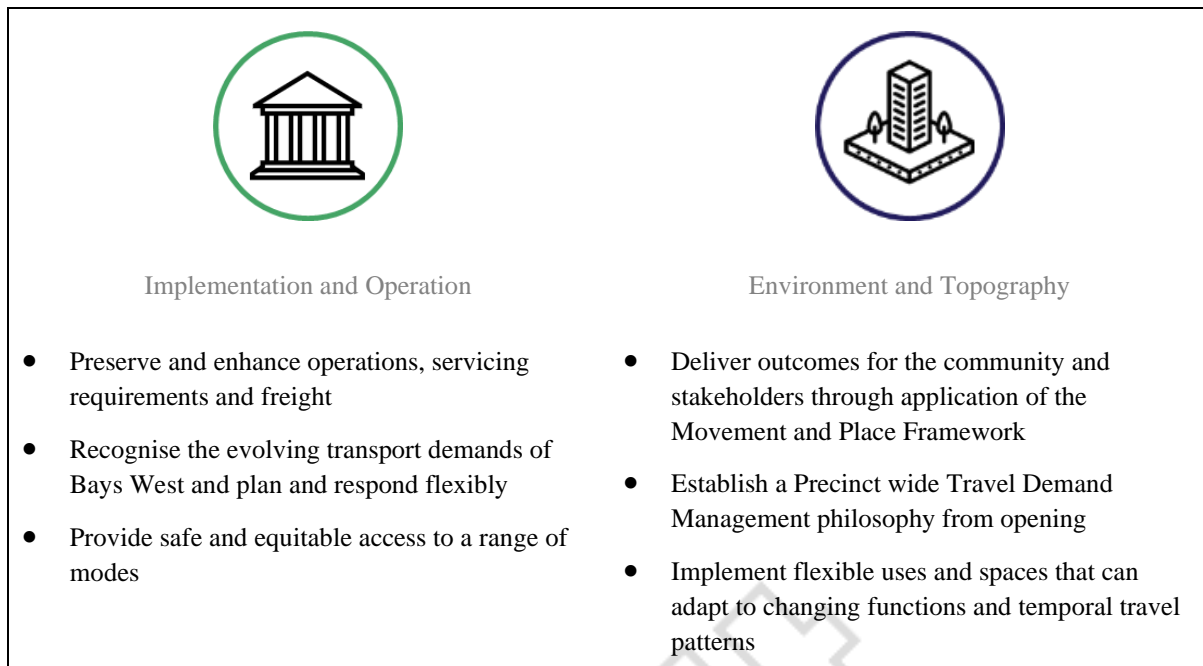 Implementation and Operation
● Preserve and enhance operations, servicing
requirements and freight
● Recognise the evolving transport demands of
Bays West and plan and respond flexibly
● Provide safe and equitable access to a range of
modes
Environment and Topography
● Deliver outcomes for the community and
stakeholders through application of the
Movement and Place Framework
● Establish a Precinct wide Travel Demand
Management philosophy from opening
● Implement flexible uses and spaces that can
adapt to changing functions and temporal travel
patterns